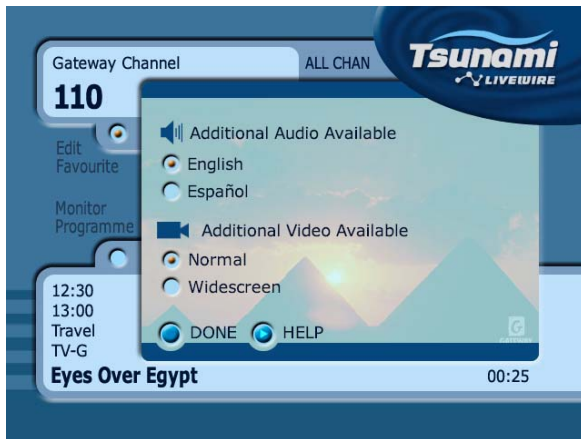 Tsunami
LIVEWIRE
Gateway Channel
ALL CHAN
110
Edit
Favourite
Monitor
Programme
Additional Audio Available
English
Español
Additional Video Available
Normal
Widescreen
DONE
HELP
G
GATEWAY
12:30
13:00
Travel
TV-G
Eyes Over Egypt
00:25